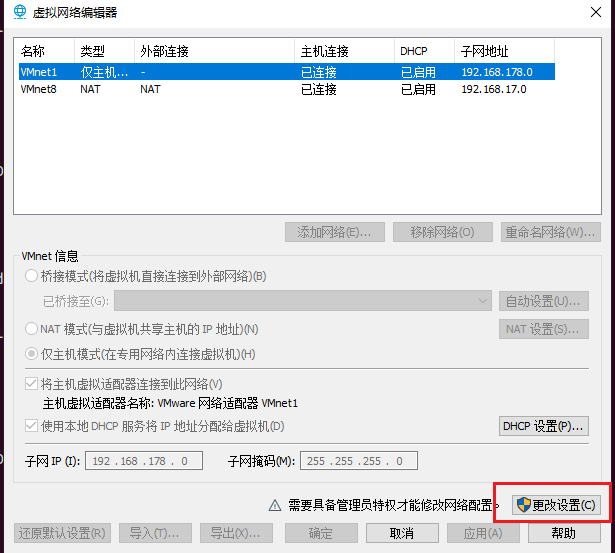 虚拟网络编辑器
名称 类型 外部连接 主机连接 DHCP 子网地址
VMnet1 仅主机... - 已连接 已启用 192.168.178.0
VMnet8 NAT NAT 已连接 已启用 192.168.17.0
添加网络(E)... 移除网络(O) 重命名网络(W)...
VMnet 信息
桥接模式(将虚拟机直接连接到外部网络)(B)
已桥接至(G): 自动设置(U)...
NAT 模式(与虚拟机共享主机的 IP 地址)(N) NAT 设置(S)...
仅主机模式(在专用网络内连接虚拟机)(H)
将主机虚拟适配器连接到此网络(V)
主机虚拟适配器名称: VMware 网络适配器 VMnet1
使用本地 DHCP 服务将 IP 地址分配给虚拟机(D) DHCP 设置(P)...
子网 IP (I): 192 . 168 . 178 . 0 子网掩码(M): 255 . 255 . 255 . 0
需要具备管理员特权才能修改网络配置。 更改设置(C)
还原默认设置(R) 导入(T)... 导出(X)... 确定 取消 应用(A) 帮助